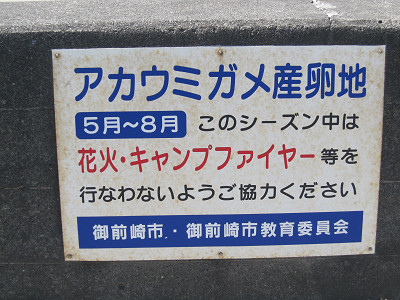 アカウミガメ産卵地
5月～8月 このシーズン中は
花火・キャンプファイヤー等を
行なわないようご協力ください
御前崎市・御前崎市教育委員会